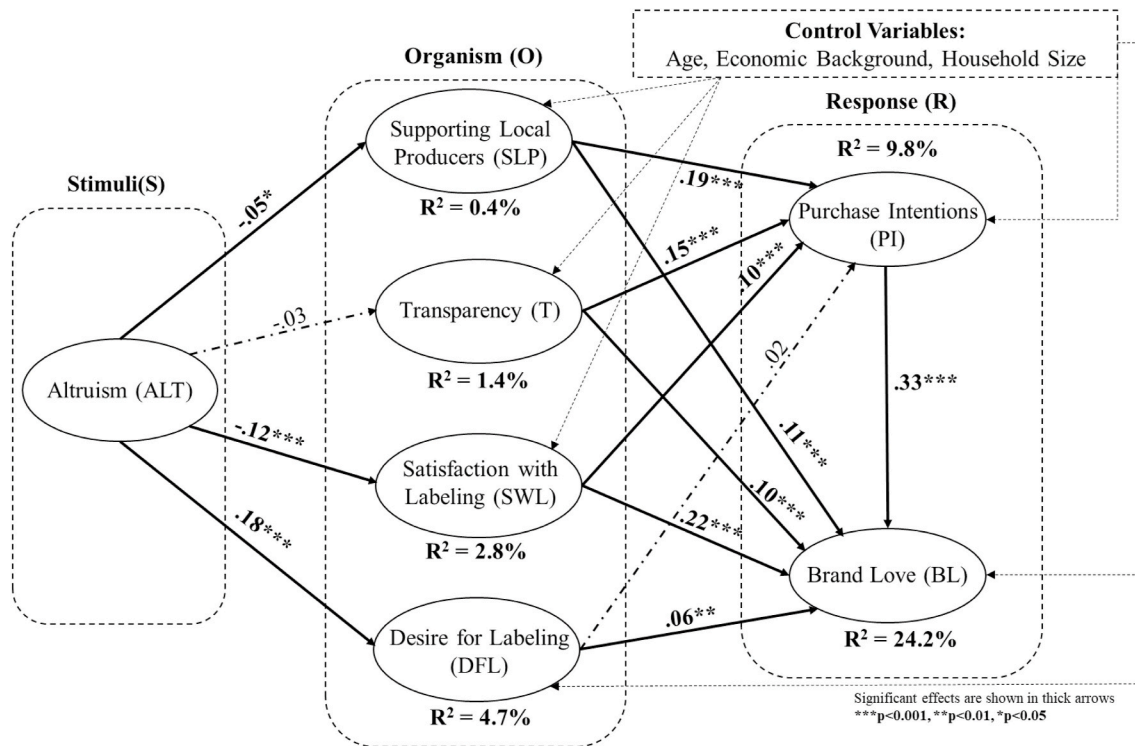 Control Variables:
Age, Economic Background, Household Size
Organism (O)
Response (R)
Stimuli(S)
Supporting Local
Producers (SLP)
R² = 0.4%
Transparency (T)
R² = 1.4%
Satisfaction with
Labeling (SWL)
R² = 2.8%
Desire for Labeling
(DFL)
R² = 4.7%
Altruism (ALT)
R² = 9.8%
Purchase Intentions
(PI)
Brand Love (BL)
R² = 24.2%
-.05*
-.03
-.12***
.18***
.19***
.15***
.10***
.02
.33***
.11***
.10***
.22***
.06**
Significant effects are shown in thick arrows
***p<0.001, **p<0.01, *p<0.05